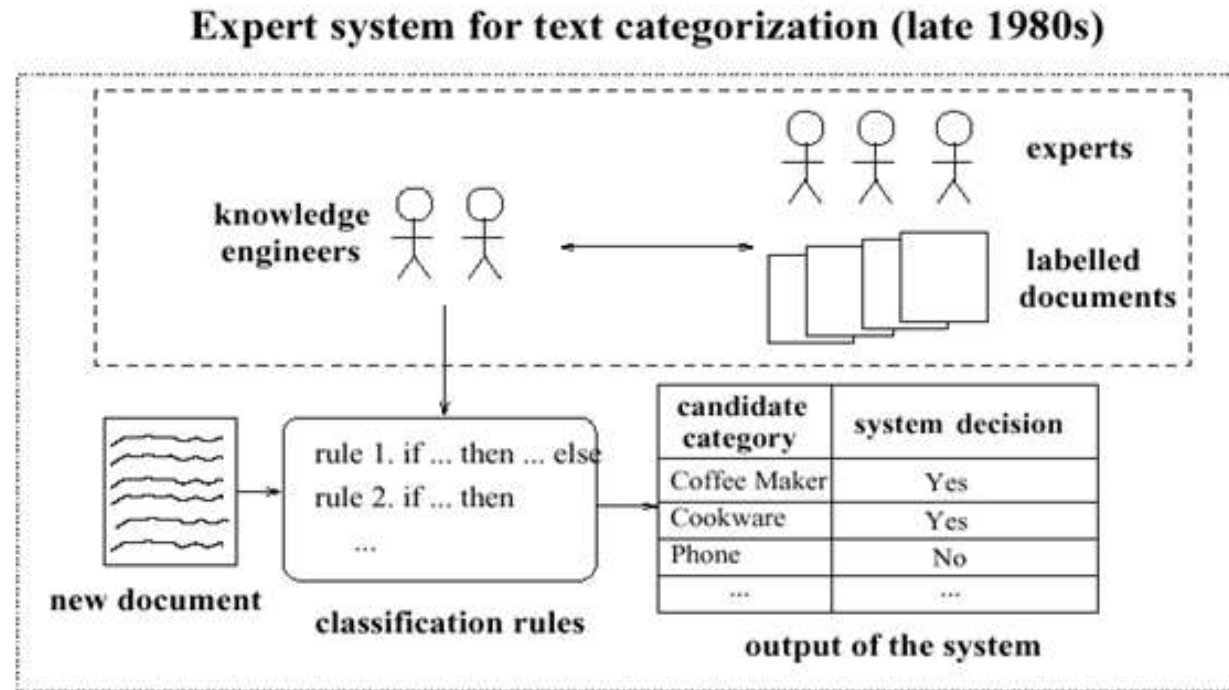 Expert system for text categorization (late 1980s)
experts
knowledge
engineers
labelled
documents
new document
rule 1. if ... then ... else
rule 2. if ... then
...
classification rules
candidate
category
system decision
Coffee Maker
Yes
Cookware
Yes
Phone
No
...
...
output of the system